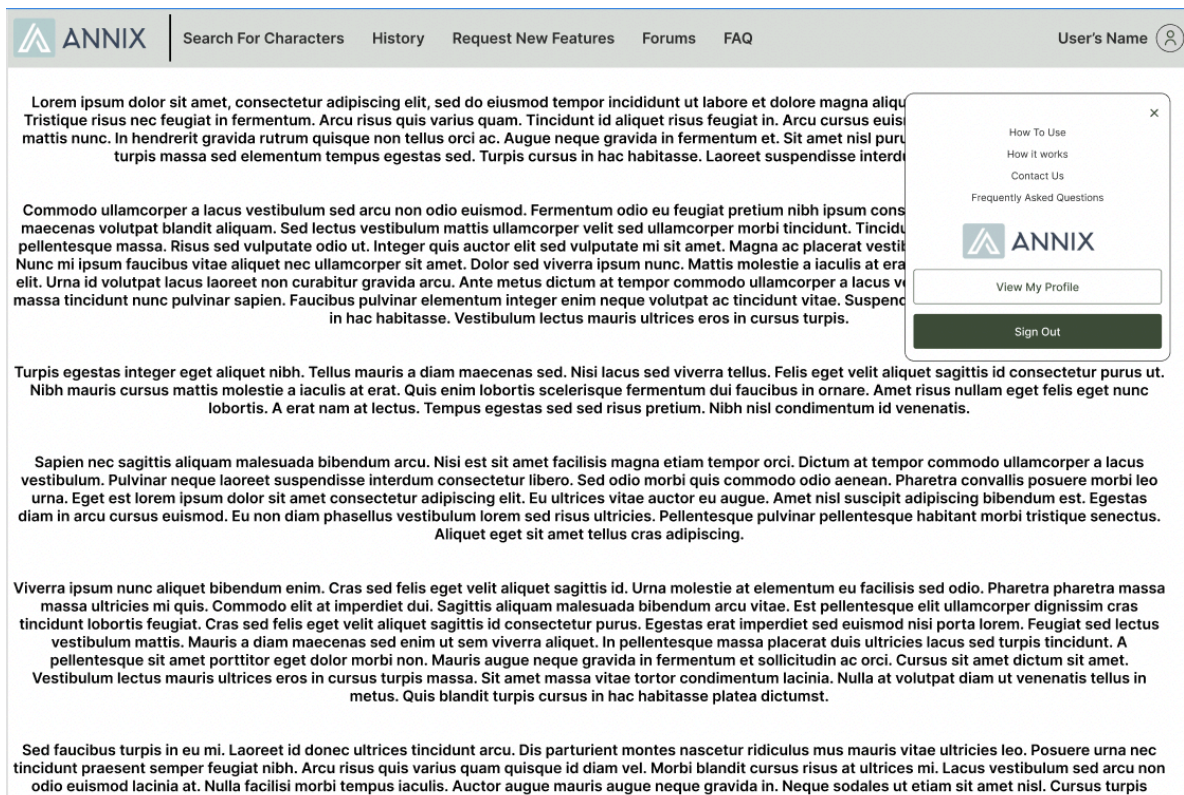 ANNIX
Search For Characters
History
Request New Features
Forums
FAQ
User's Name
Lorem ipsum dolor sit amet, consectetur adipiscing elit, sed do eiusmod tempor incididunt ut labore et dolore magna
Tristique risus nec feugiat in fermentum. Arcu risus quis varius quam. Tincidunt id aliquet risus feugiat in. Arcu cursus
mattis nunc. In hendrerit gravida rutrum quisque non tellus orci ac. Augue neque gravida in fermentum et. Sit amet nisl
turpis massa sed elementum tempus egestas sed. Turpis cursus in hac habitasse. Laoreet suspendisse
Commodo ullamcorper a lacus vestibulum sed arcu non odio euismod. Fermentum odio eu feugiat pretium nibh ipsum
maecenas volutpat blandit aliquam. Sed lectus vestibulum mattis ullamcorper velit sed ullamcorper morbi tincidunt.
pellentesque massa. Risus sed vulputate odio ut. Integer quis auctor elit sed vulputate mi sit amet. Magna ac placerat
Nunc mi ipsum faucibus vitae aliquet nec ullamcorper sit amet. Dolor sed viverra ipsum nunc. Mattis molestie a iaculis at
elit. Urna id volutpat lacus laoreet non curabitur gravida arcu. Ante metus dictum at tempor commodo ullamcorper a lacus
massa tincidunt nunc pulvinar sapien. Faucibus pulvinar elementum integer enim neque volutpat ac tincidunt vitae.
in hac habitasse. Vestibulum lectus mauris ultrices eros in cursus turpis.
How To Use
How it works
Contact Us
Frequently Asked Questions
ANNIX
View My Profile
Sign Out
Turpis egestas integer eget aliquet nibh. Tellus mauris a diam maecenas sed. Nisi lacus sed viverra tellus. Felis eget velit aliquet sagittis id consectetur purus ut.
Nibh mauris cursus mattis molestie a iaculis at erat. Quis enim lobortis scelerisque fermentum dui faucibus in ornare. Amet risus nullam eget felis eget nunc
lobortis. A erat nam at lectus. Tempus egestas sed sed risus pretium. Nibh nisl condimentum id venenatis.
Sapien nec sagittis aliquam malesuada bibendum arcu. Nisi est sit amet facilisis magna etiam tempor orci. Dictum at tempor commodo ullamcorper a lacus
vestibulum. Pulvinar neque laoreet suspendisse interdum consectetur libero. Sed odio morbi quis commodo odio aenean. Pharetra convallis posuere morbi leo
urna. Eget est lorem ipsum dolor sit amet consectetur adipiscing elit. Eu ultrices vitae auctor eu augue. Amet nisl suscipit adipiscing bibendum est. Egestas
diam in arcu cursus euismod. Eu non diam phasellus vestibulum lorem sed risus ultricies. Pellentesque pulvinar pellentesque habitant morbi tristique senectus.
Aliquet eget sit amet tellus cras adipiscing.
Viverra ipsum nunc aliquet bibendum enim. Cras sed felis eget velit aliquet sagittis id. Urna molestie at elementum eu facilisis sed odio. Pharetra pharetra massa
massa ultricies mi quis. Commodo elit at imperdiet dui. Sagittis aliquam malesuada bibendum arcu vitae. Est pellentesque elit ullamcorper dignissim cras
tincidunt lobortis feugiat. Cras sed felis eget velit aliquet sagittis id consectetur purus. Egestas erat imperdiet sed euismod nisi porta lorem. Feugiat sed lectus
vestibulum mattis. Mauris a diam maecenas sed enim ut sem viverra aliquet. In pellentesque massa placerat duis ultricies lacus sed turpis tincidunt. A
pellentesque sit amet porttitor eget dolor morbi non. Mauris augue neque gravida in fermentum et sollicitudin ac orci. Cursus sit amet dictum sit amet.
Vestibulum lectus mauris ultrices eros in cursus turpis massa. Sit amet massa vitae tortor condimentum lacinia. Nulla at volutpat diam ut venenatis tellus in
metus. Quis blandit turpis cursus in hac habitasse platea dictumst.
Sed faucibus turpis in eu mi. Laoreet id donec ultrices tincidunt arcu. Dis parturient montes nascetur ridiculus mus mauris vitae ultricies leo. Posuere urna nec
tincidunt praesent semper feugiat nibh. Arcu risus quis varius quam quisque id diam vel. Morbi blandit cursus risus at ultrices mi. Lacus vestibulum sed arcu non
odio euismod lacinia at. Nulla facilisi morbi tempus iaculis. Auctor augue mauris augue neque gravida in. Neque sodales ut etiam sit amet nisl. Cursus turpis